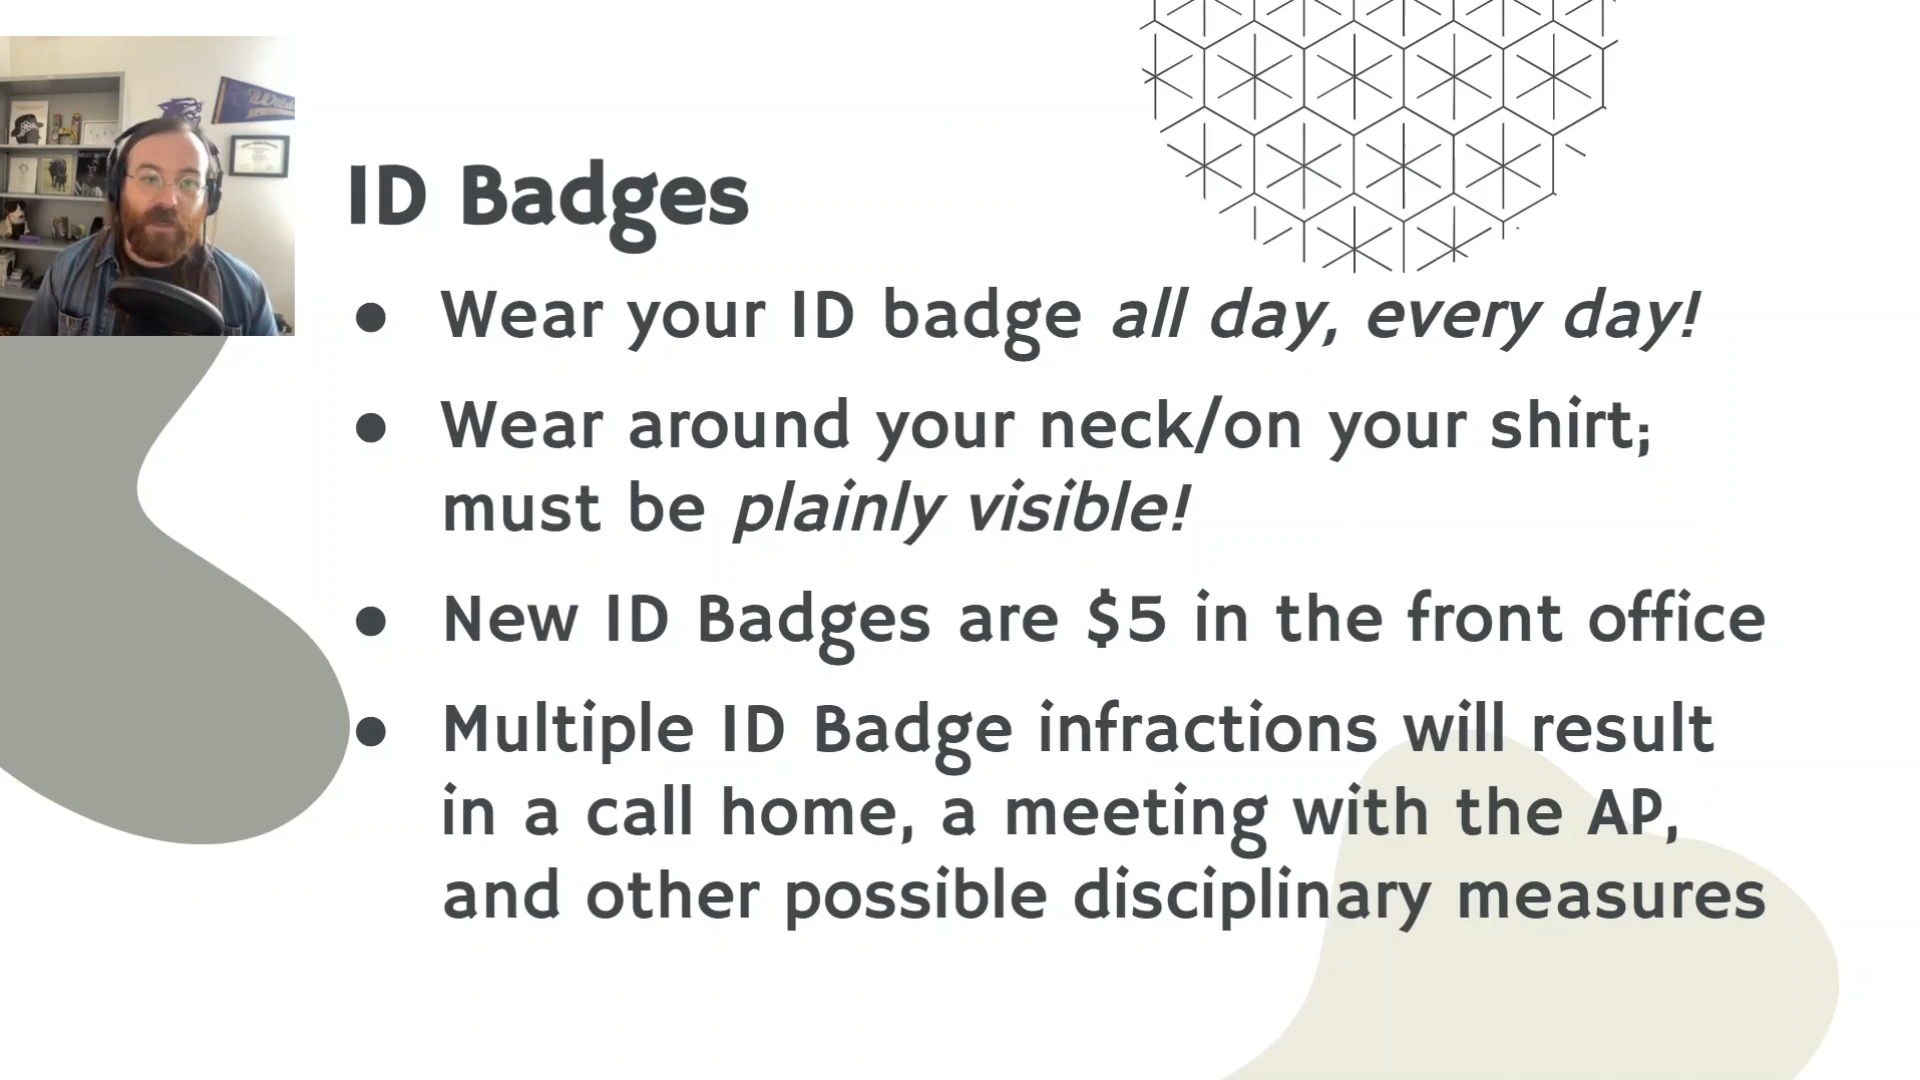 ID Badges
● Wear your ID badge all day, every day!
● Wear around your neck/on your shirt;
must be plainly visible!
● New ID Badges are $5 in the front office
● Multiple ID Badge infractions will result
in a call home, a meeting with the AP,
and other possible disciplinary measures